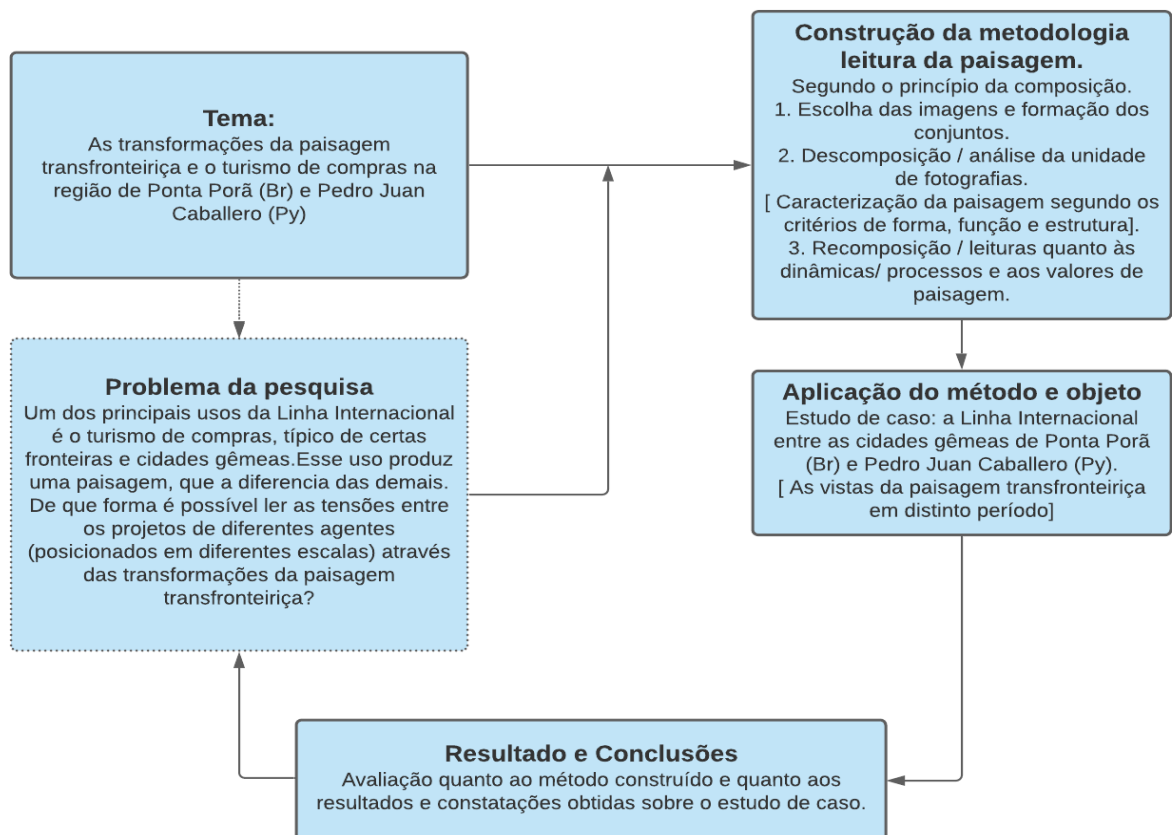 Tema:
As transformações da paisagem
transfronteiriça e o turismo de compras na
região de Ponta Porã (Br) e Pedro Juan
Caballero (Py)
Problema da pesquisa
Um dos principais usos da Linha Internacional
é o turismo de compras, típico de certas
fronteiras e cidades gêmeas.Esse uso produz
uma paisagem, que a diferencia das demais.
De que forma é possível ler as tensões entre
os projetos de diferentes agentes
(posicionados em diferentes escalas) através
das transformações da paisagem
transfronteiriça?
Construção da metodologia
leitura da paisagem.
Segundo o princípio da composição.
1. Escolha das imagens e formação dos
conjuntos.
2. Descomposição / análise da unidade
de fotografias.
[ Caracterização da paisagem segundo os
critérios de forma, função e estrutura].
3. Recomposição / leituras quanto às
dinâmicas/ processos e aos valores de
paisagem.
Aplicação do método e objeto
Estudo de caso: a Linha Internacional
entre as cidades gêmeas de Ponta Porã
(Br) e Pedro Juan Caballero (Py).
[ As vistas da paisagem transfronteiriça
em distinto período]
Resultado e Conclusões
Avaliação quanto ao método construído e quanto aos
resultados e constatações obtidas sobre o estudo de caso.